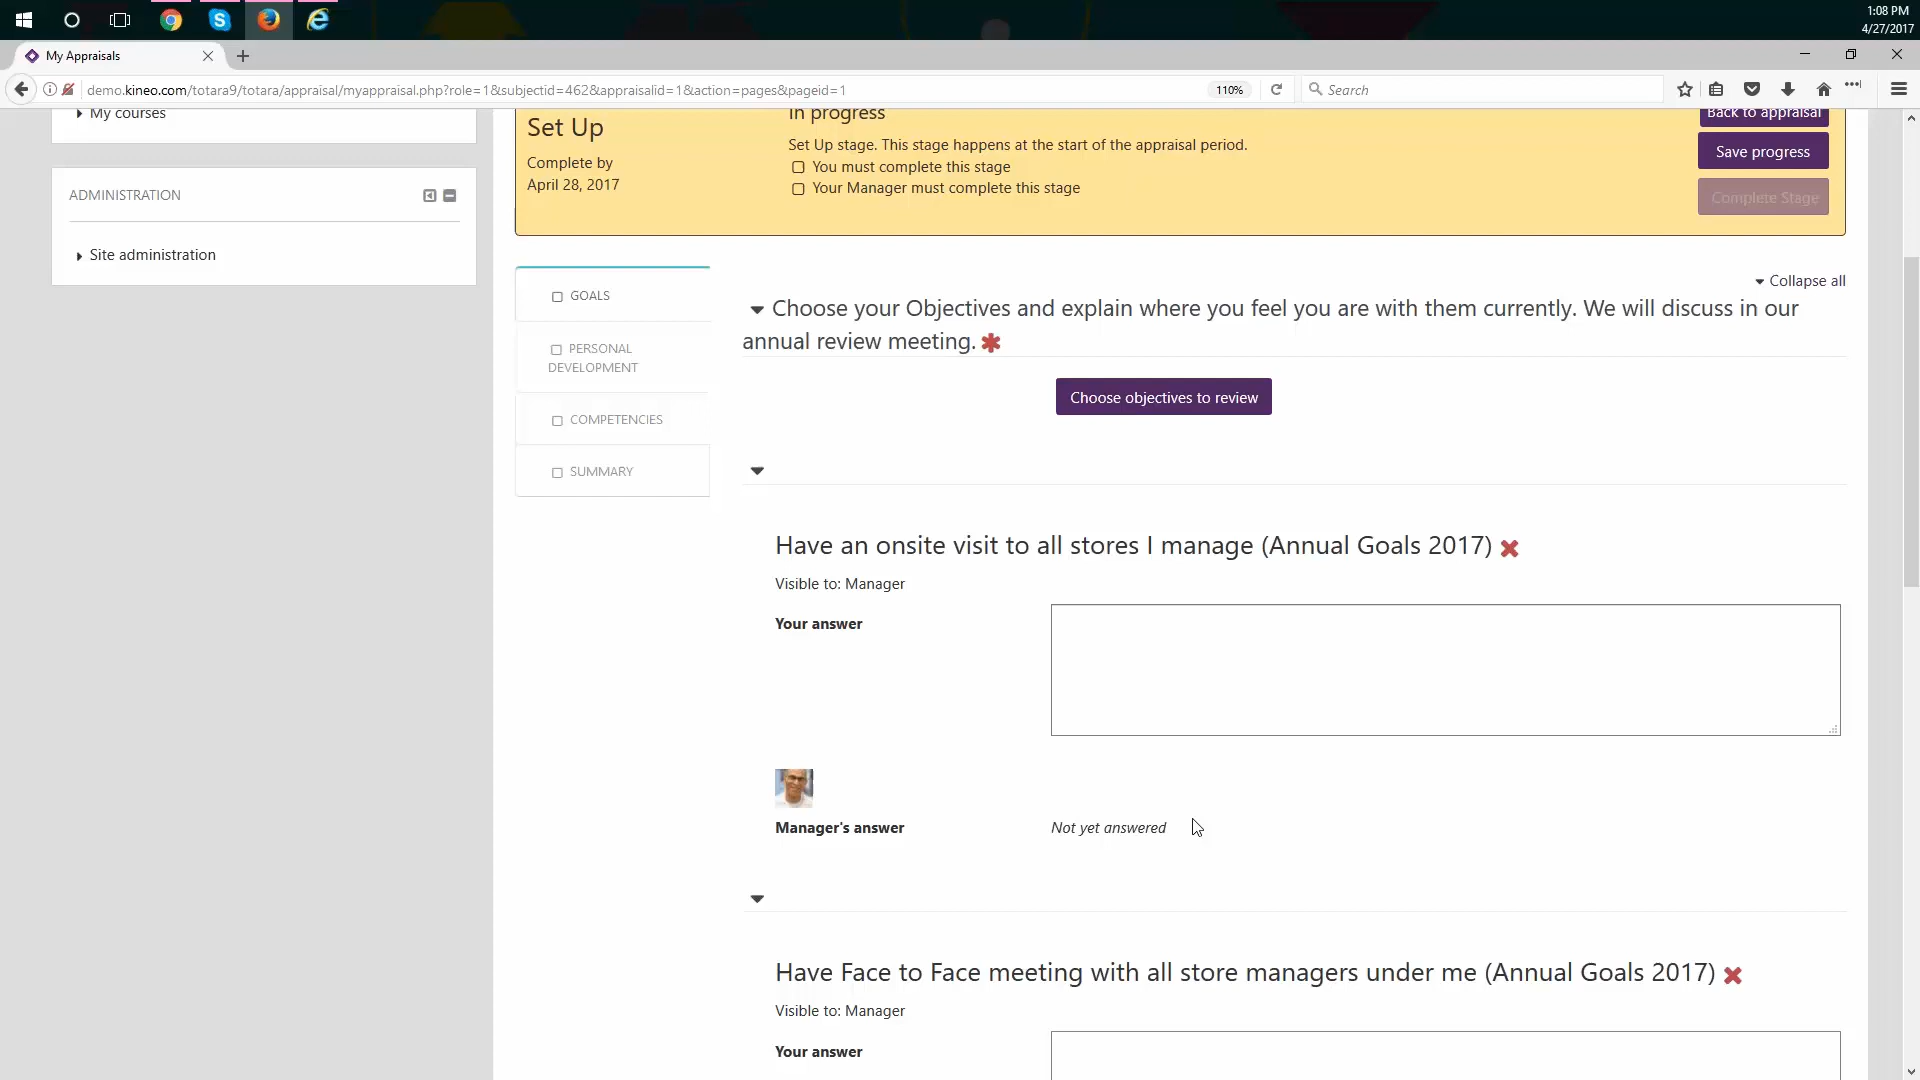 1:08 PM
4/27/2017
My Appraisals
demo.kineo.com/totara9/totara/appraisal/myappraisal.php?role=1&subjectid=462&appraisalid=1&action=pages&pageid=1
110%
Search
My courses
ADMINISTRATION
Site administration
Set Up
Complete by
April 28, 2017
In progress
Set Up stage. This stage happens at the start of the appraisal period.
You must complete this stage
Your Manager must complete this stage
Back to appraisal
Save progress
Complete Stage
GOALS
PERSONAL
DEVELOPMENT
COMPETENCIES
SUMMARY
Collapse all
Choose your Objectives and explain where you feel you are with them currently. We will discuss in our
annual review meeting.
Choose objectives to review
Have an onsite visit to all stores I manage (Annual Goals 2017)
Visible to: Manager
Your answer
Manager's answer
Not yet answered
Have Face to Face meeting with all store managers under me (Annual Goals 2017)
Visible to: Manager
Your answer